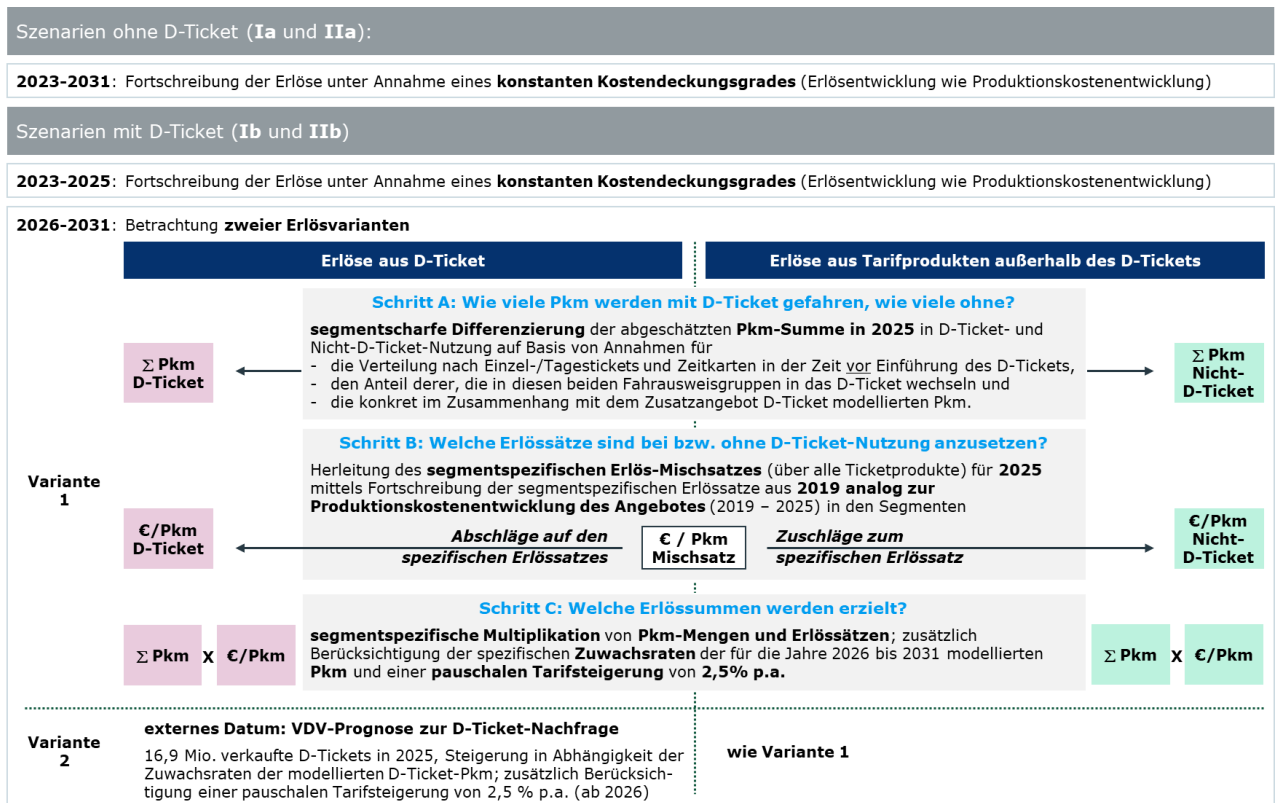 Szenarien ohne D-Ticket (Ia und IIa):
2023-2031: Fortschreibung der Erlöse unter Annahme eines konstanten Kostendeckungsgrades (Erlösentwicklung wie Produktionskostenentwicklung)
Szenarien mit D-Ticket (Ib und IIb)
2023-2025: Fortschreibung der Erlöse unter Annahme eines konstanten Kostendeckungsgrades (Erlösentwicklung wie Produktionskostenentwicklung)
2026-2031: Betrachtung zweier Erlösvarianten
Erlöse aus D-Ticket
Erlöse aus Tarifprodukten außerhalb des D-Tickets
Variante
1
Schritt A: Wie viele Pkm werden mit D-Ticket gefahren, wie viele ohne?
segmentscharfe Differenzierung der abgeschätzten Pkm-Summe in 2025 in D-Ticket- und
Nicht-D-Ticket-Nutzung auf Basis von Annahmen für
- die Verteilung nach Einzel-/Tagestickets und Zeitkarten in der Zeit vor Einführung des D-Tickets,
- den Anteil derer, die in diesen beiden Fahrausweisgruppen in das D-Ticket wechseln und
- die konkret im Zusammenhang mit dem Zusatzangebot D-Ticket modellierten Pkm.
Σ Pkm
D-Ticket
Σ Pkm
Nicht-
D-Ticket
Schritt B: Welche Erlössätze sind bei bzw. ohne D-Ticket-Nutzung anzusetzen?
Herleitung des segmentspezifischen Erlös-Mischsatzes (über alle Ticketprodukte) für 2025
mittels Fortschreibung der segmentspezifischen Erlössatze aus 2019 analog zur
Produktionskostenentwicklung des Angebotes (2019 – 2025) in den Segmenten
€/Pkm
D-Ticket
Abschläge auf den
spezifischen Erlössatzes
€ / Pkm
Mischsatz
Zuschläge zum
spezifischen Erlössatz
€/Pkm
Nicht-
D-Ticket
Schritt C: Welche Erlössummen werden erzielt?
segmentspezifische Multiplikation von Pkm-Mengen und Erlössätzen; zusätzlich
Berücksichtigung der spezifischen Zuwachsraten der für die Jahre 2026 bis 2031 modellierten
Pkm und einer pauschalen Tarifsteigerung von 2,5% p.a.
Σ Pkm X €/Pkm
Σ Pkm X €/Pkm
Variante
2
externes Datum: VDV-Prognose zur D-Ticket-Nachfrage
16,9 Mio. verkaufte D-Tickets in 2025, Steigerung in Abhängigkeit der
Zuwachsraten der modellierten D-Ticket-Pkm; zusätzlich Berücksich-
tigung einer pauschalen Tarifsteigerung von 2,5 % p.a. (ab 2026)
wie Variante 1